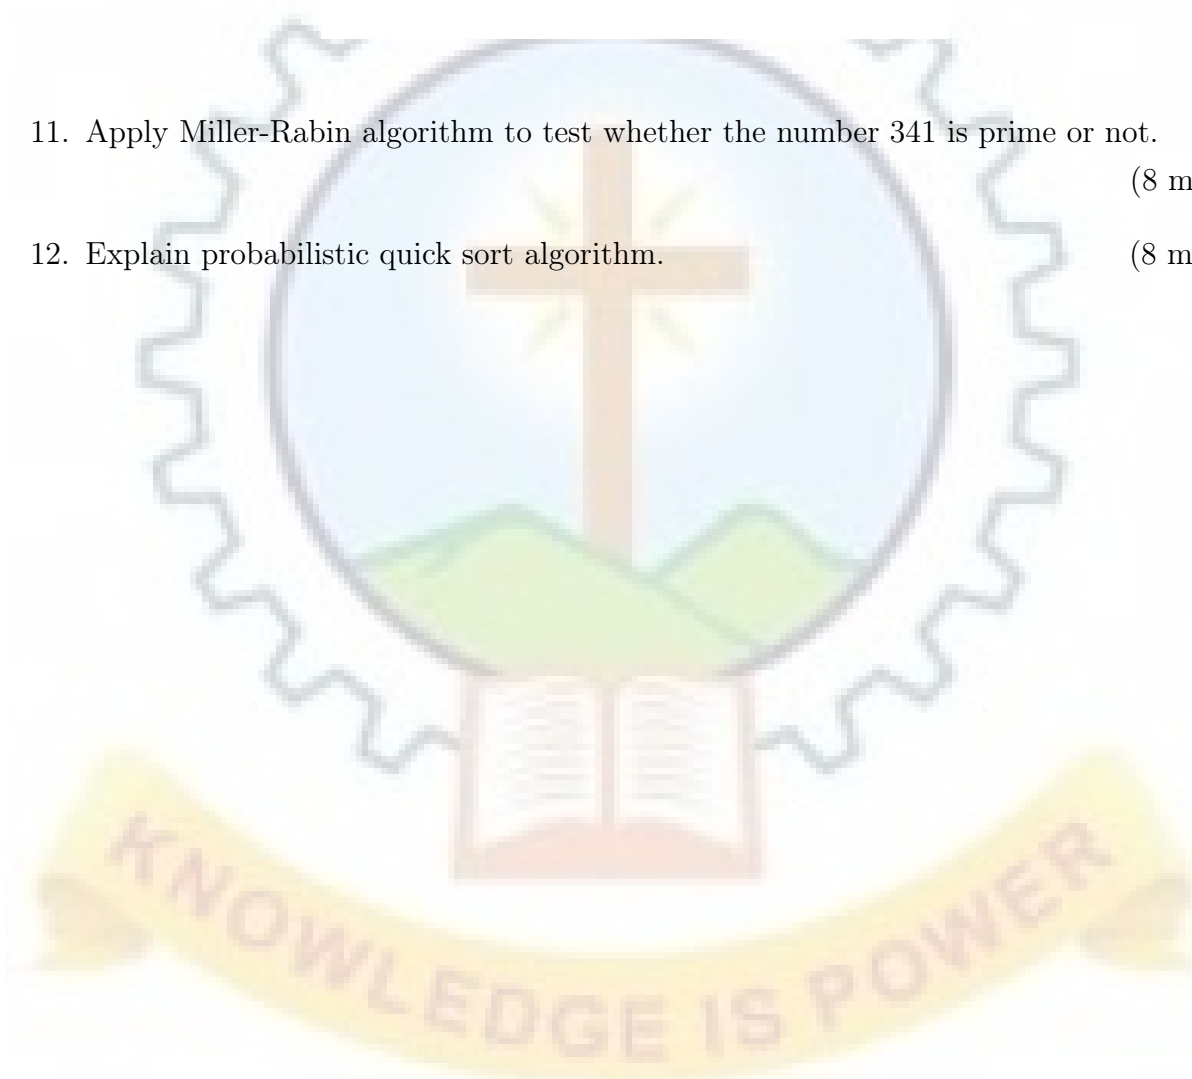 11. Apply Miller-Rabin algorithm to test whether the number 341 is prime or not.
(8 m
12. Explain probabilistic quick sort algorithm. (8 m
KNOWLEDGE IS POWER